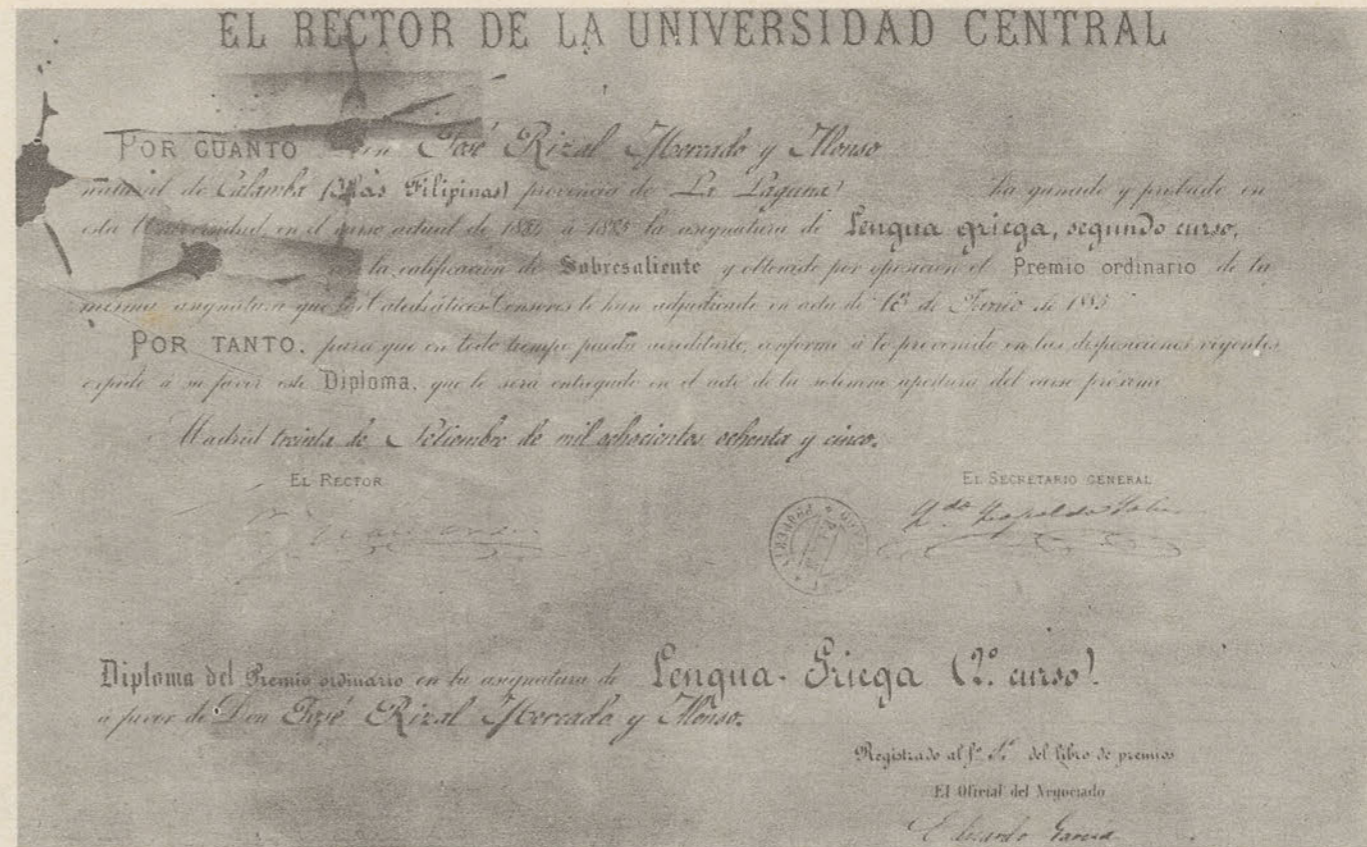 EL RECTOR DE LA UNIVERSIDAD CENTRAL
POR CUANTO Don José Rizal Mercado y Alonso
natural de Calamba (Islas Filipinas) provincia de La Laguna ha ganado y probado en
esta Universidad, en el curso actual de 1884 a 1885 la asignatura de Lengua griega, segundo curso,
con la calificación de Sobresaliente y obtenido por oposición el Premio ordinario de la
misma asignatura que los Catedráticos Censores le han adjudicado en acta de de Junio de 1885
POR TANTO, para que en todo tiempo pueda acreditarlo, conforme á lo prevenido en las disposiciones vigentes,
expido á su favor este Diploma, que le será entregado en el acto de la solemne apertura del curso próximo
Madrid treinta de Setiembre de mil ochocientos ochenta y cinco.
EL RECTOR
EL SECRETARIO GENERAL
Ldo. Leopoldo
Diploma del Premio ordinario en la asignatura de Lengua-Griega (2º curso)
a favor de Don José Rizal Mercado y Alonso.
Registrado al fº del libro de premios
El Oficial del Negociado
Eduardo García